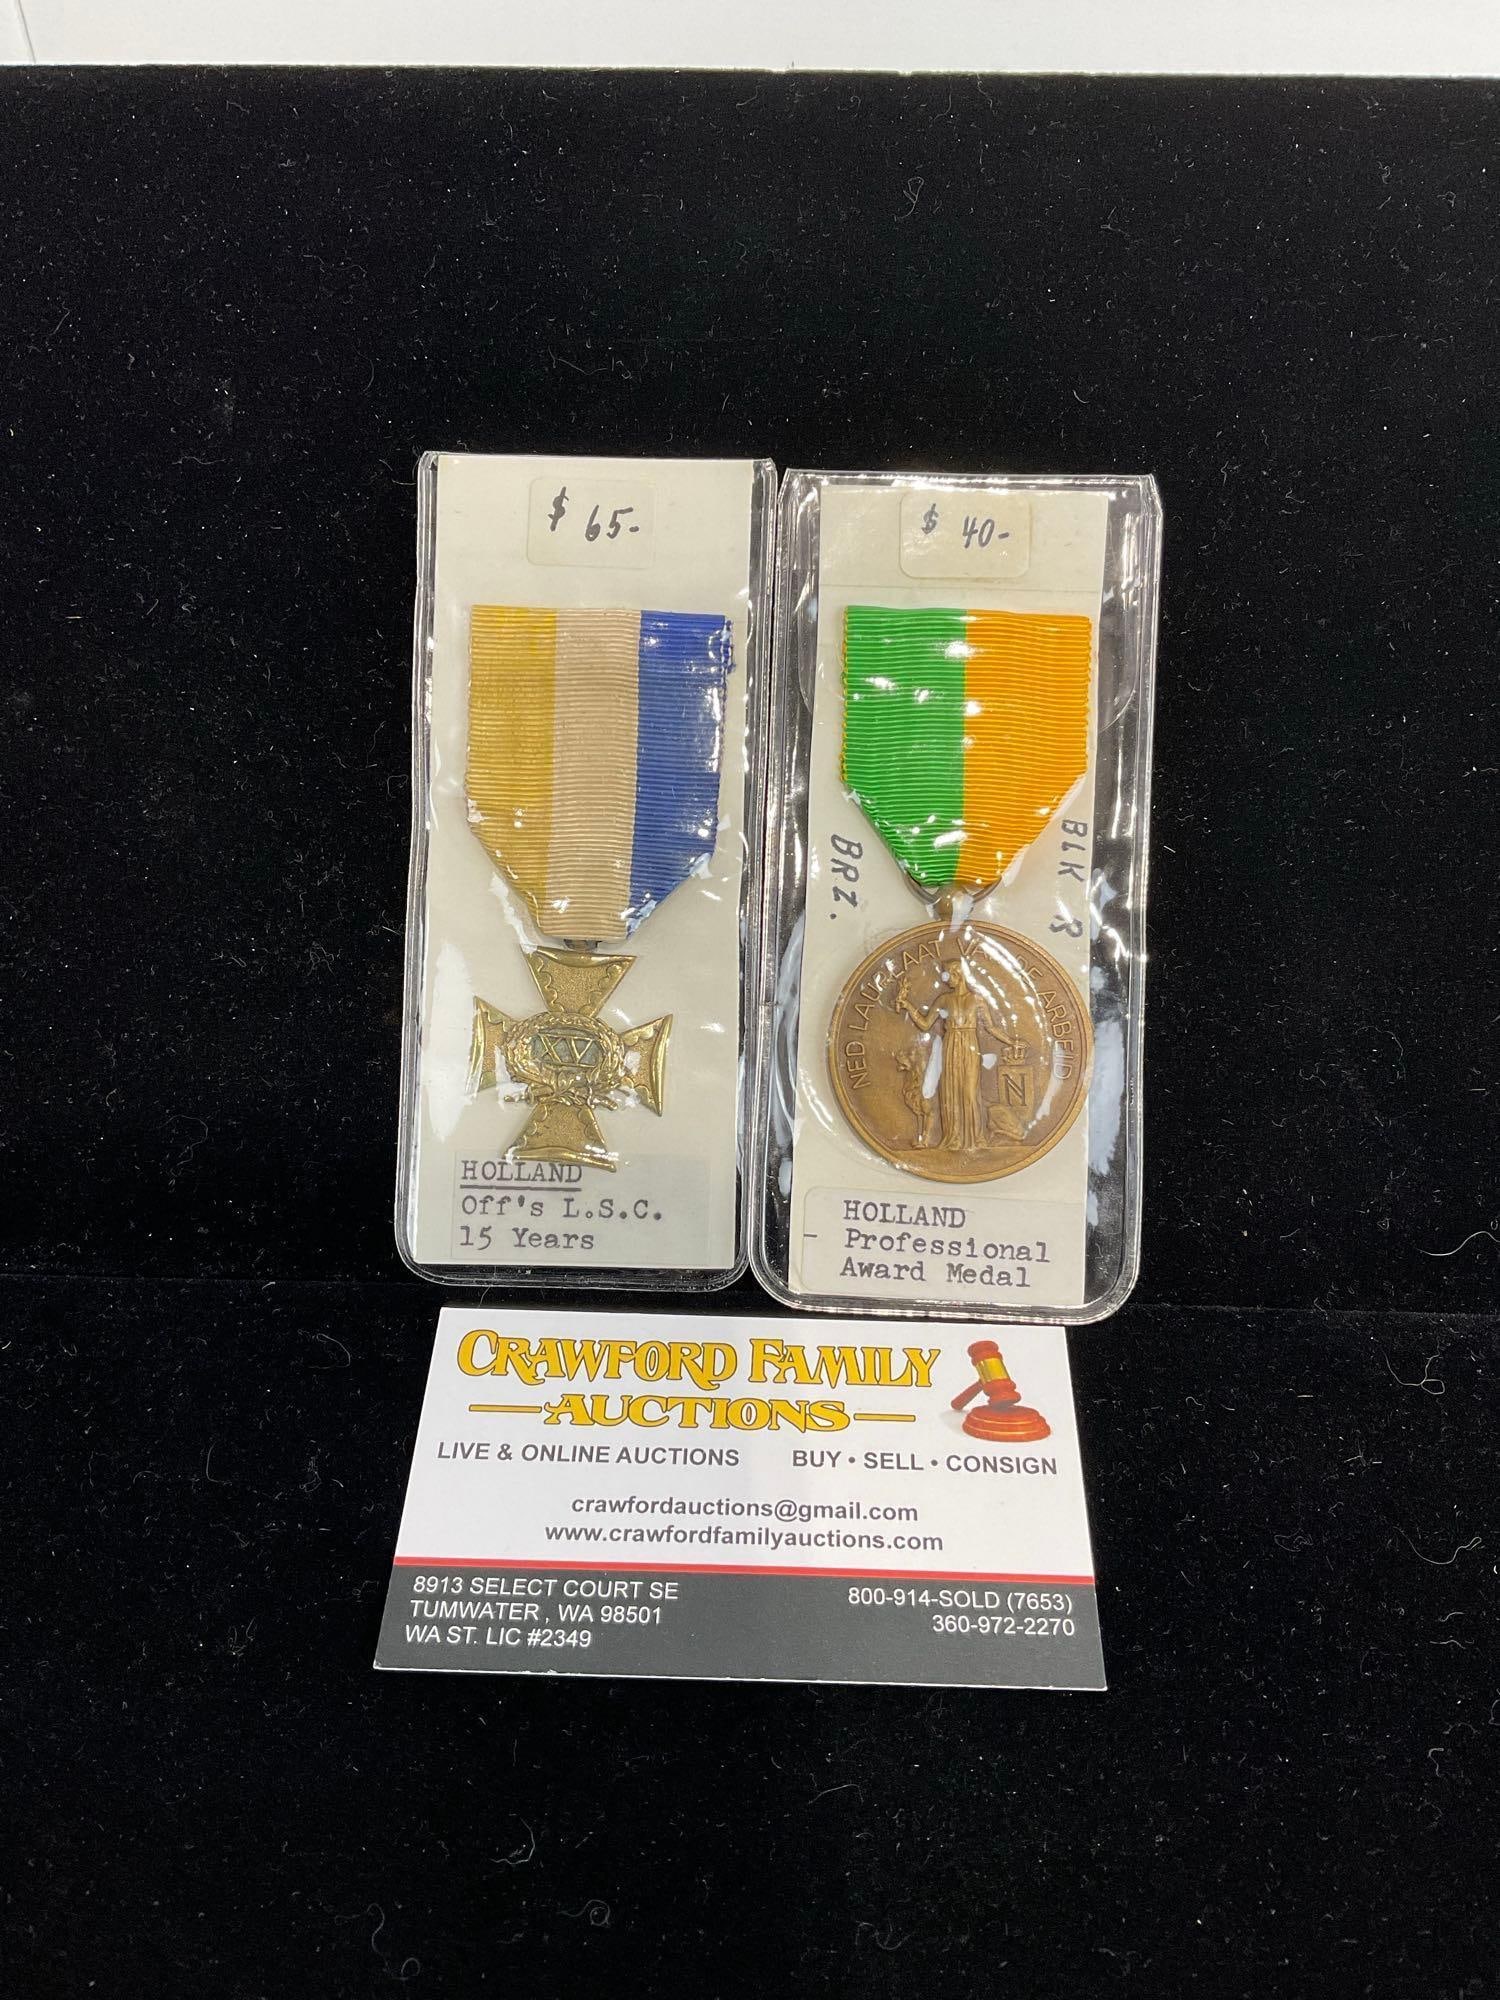 $ 65-
XV
HOLLAND
Off's L.S.C.
15 Years
$ 40-
BRZ.
BLK
NED LAUREAAT VAN DE ARBEID
N
HOLLAND
- Professional
Award Medal
CRAWFORD FAMILY
—AUCTIONS—
LIVE & ONLINE AUCTIONS BUY • SELL • CONSIGN
crawfordauctions@gmail.com
www.crawfordfamilyauctions.com
8913 SELECT COURT SE
TUMWATER, WA 98501
WA ST. LIC #2349
800-914-SOLD (7653)
360-972-2270